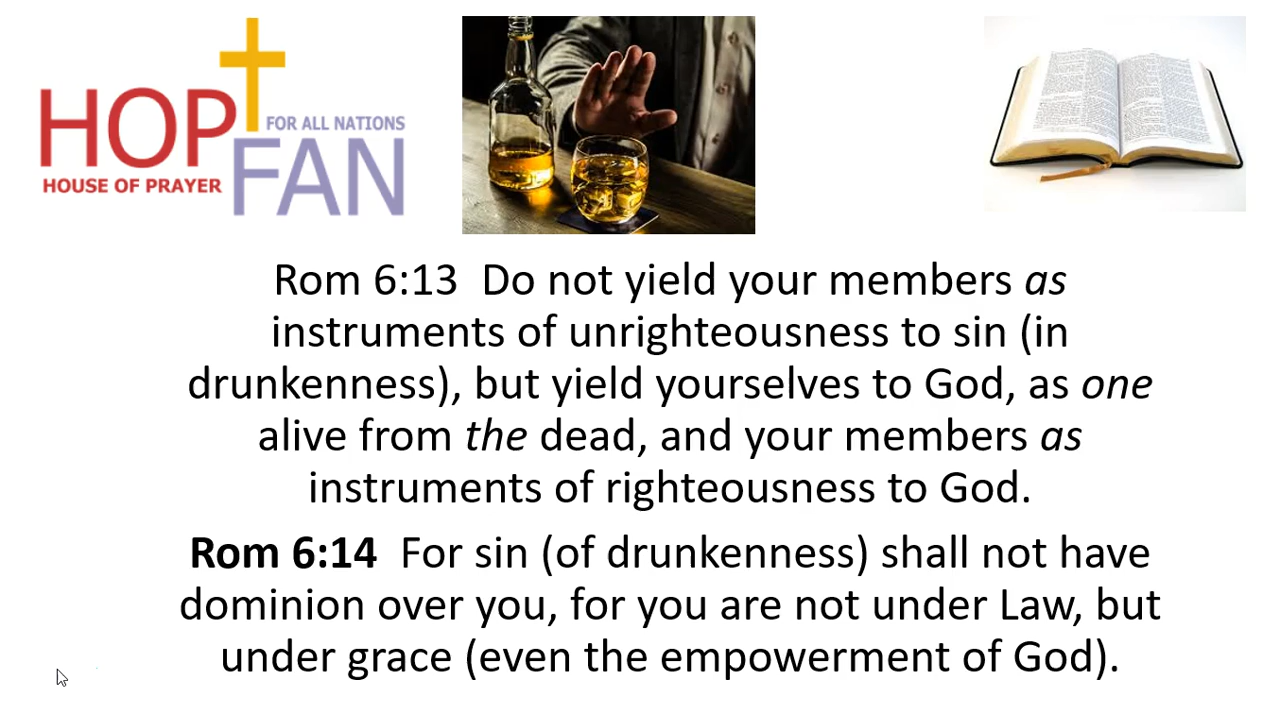 HOP
FOR ALL NATIONS
HOUSE OF PRAYER
FAN
Rom 6:13  Do not yield your members as
instruments of unrighteousness to sin (in
drunkenness), but yield yourselves to God, as one
alive from the dead, and your members as
instruments of righteousness to God.
Rom 6:14  For sin (of drunkenness) shall not have
dominion over you, for you are not under Law, but
under grace (even the empowerment of God).